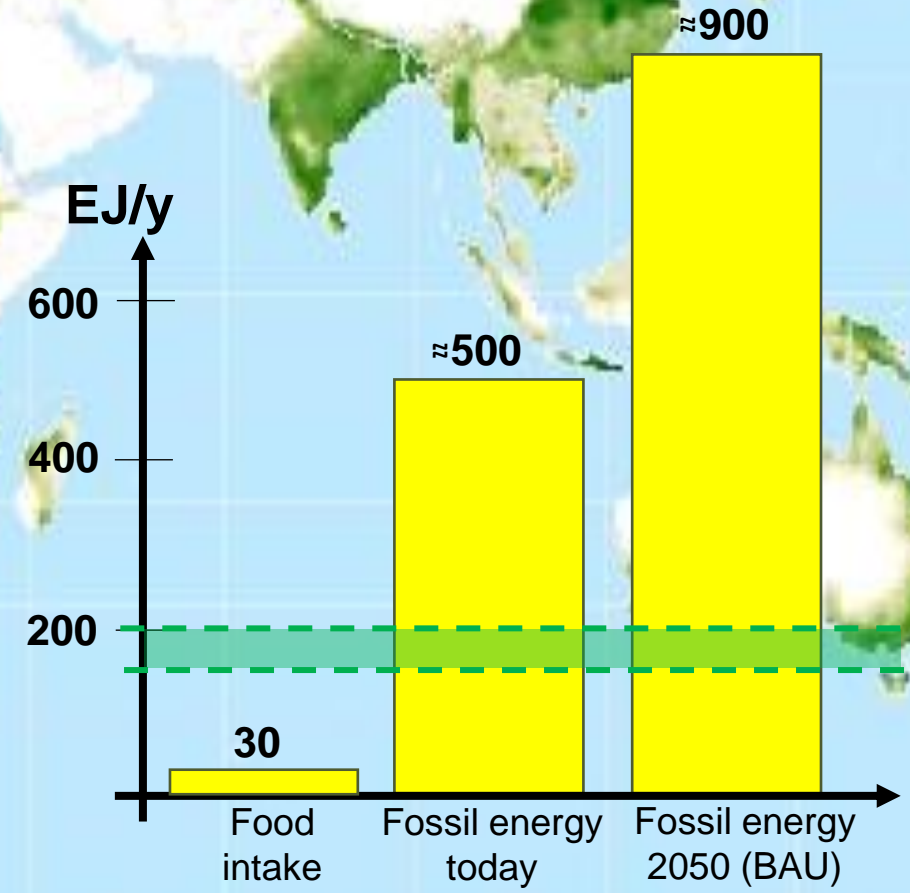 ≈900
EJ/y
600
≈500
400
200
30
Food
intake
Fossil energy
today
Fossil energy
2050 (BAU)